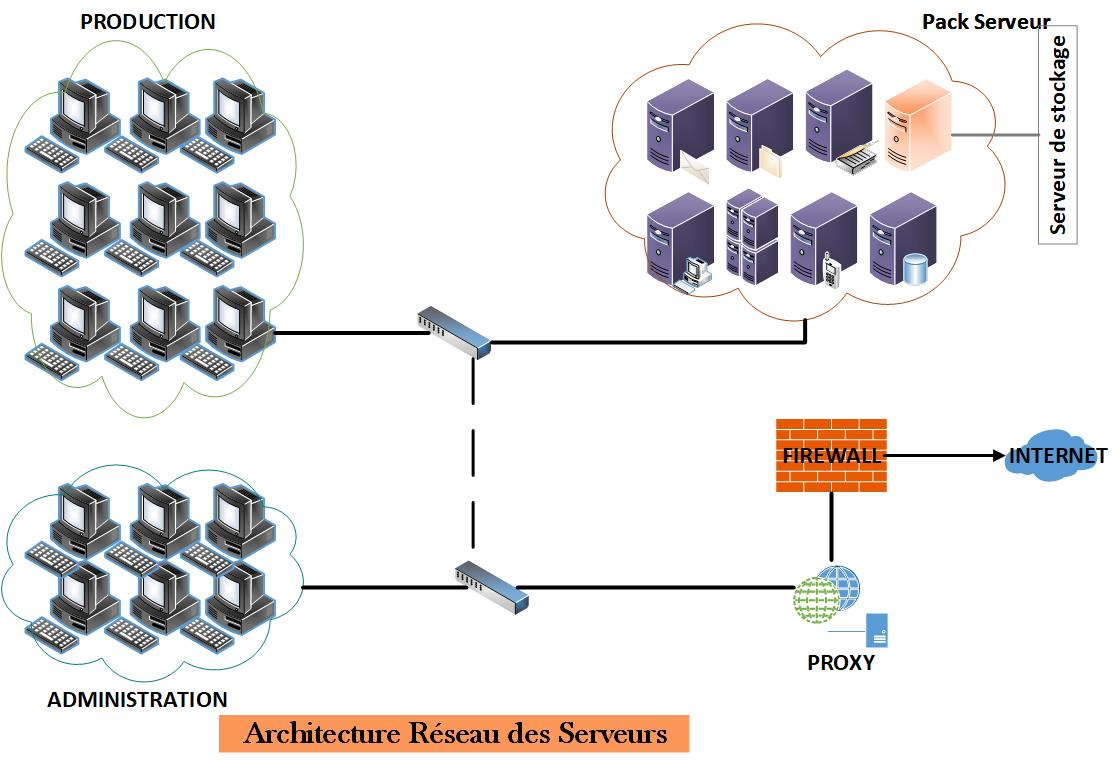 PRODUCTION
Pack Serveur
Serveur de stockage
FIREWALL
INTERNET
PROXY
ADMINISTRATION
Architecture Réseau des Serveurs